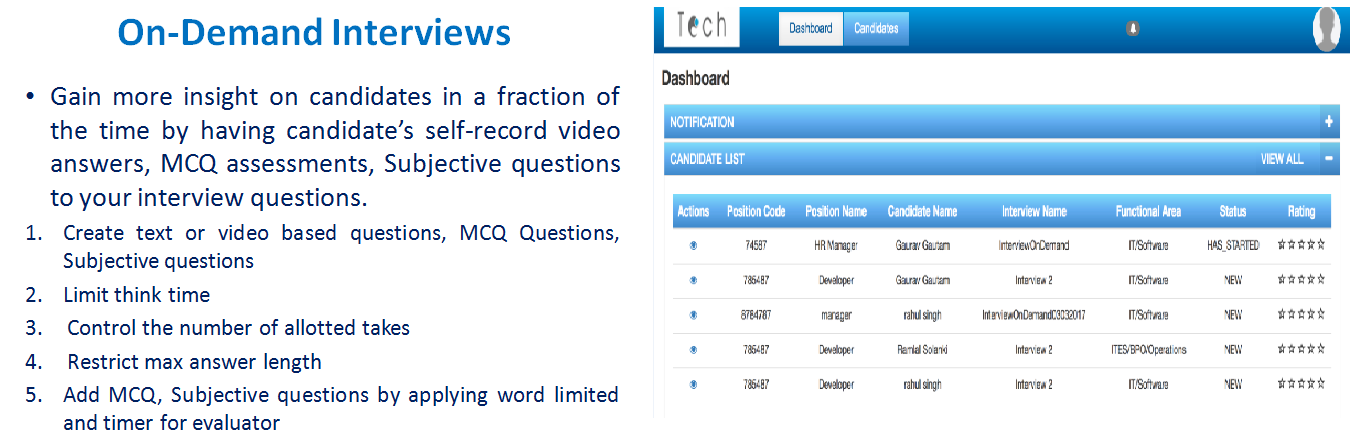 On-Demand Interviews
• Gain more insight on candidates in a fraction of
the time by having candidate's self-record video
answers, MCQ assessments, Subjective questions
to your interview questions.
1. Create text or video based questions, MCQ Questions,
Subjective questions
2. Limit think time
3. Control the number of allotted takes
4. Restrict max answer length
5. Add MCQ, Subjective questions by applying word limited
and timer for evaluator
Tech
Dashboard Candidates
Dashboard
NOTIFICATION +
CANDIDATE LIST VIEW ALL −
Actions Position Code Position Name Candidate Name Interview Name Functional Area Status Rating
74587 HR Manager Gaurav Gautam InterviewOnDemand IT/Software HAS_STARTED
785487 Developer Gaurav Gautam Interview 2 IT/Software NEW
8784787 manager rahul singh InterviewOnDemand03032017 IT/Software NEW
785487 Developer Ramlal Solanki Interview 2 ITES/BPO/Operations NEW
785487 Developer rahul singh Interview 2 IT/Software NEW